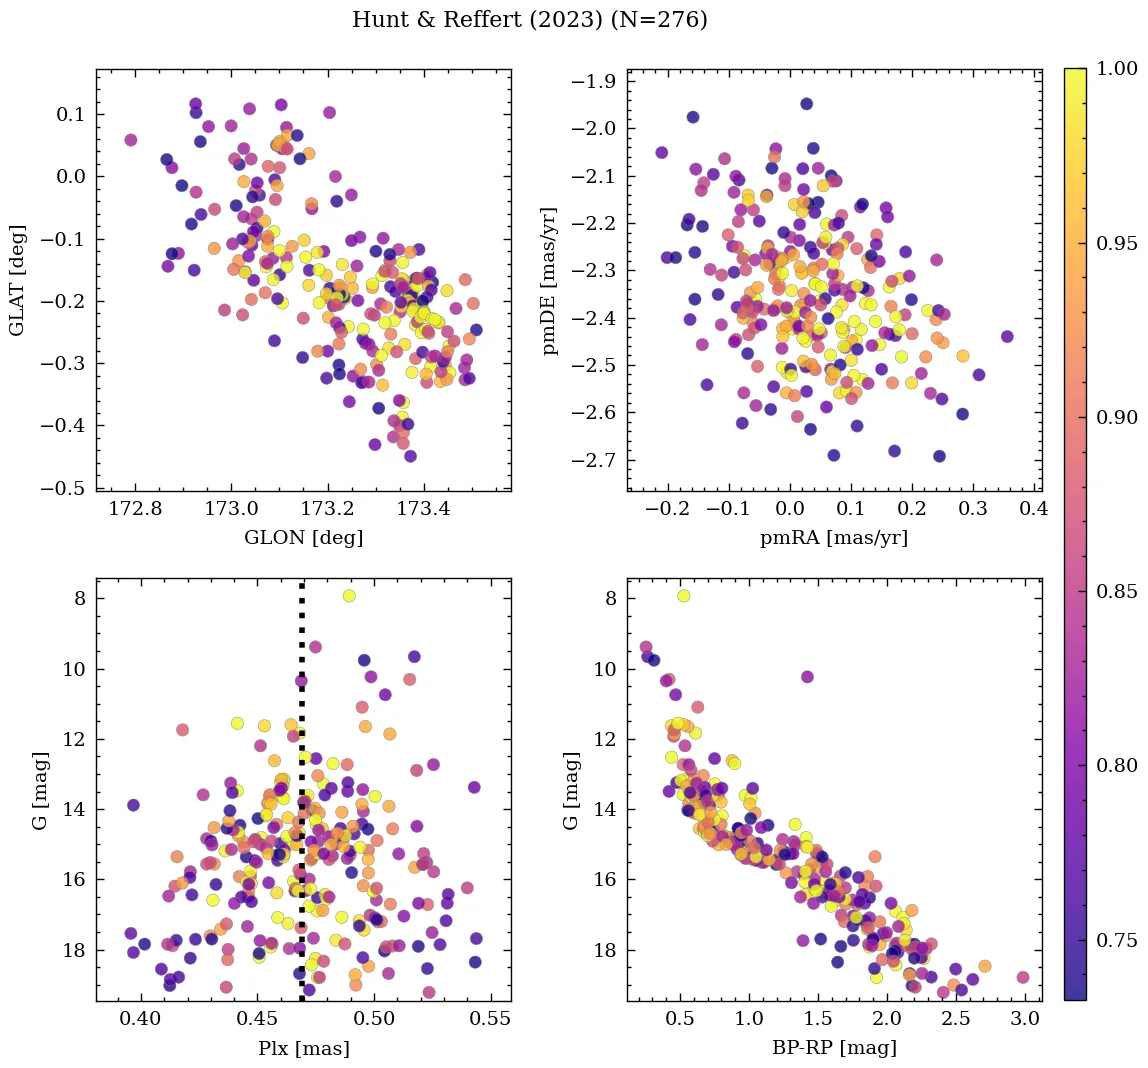 Hunt & Reffert (2023) (N=276)
0.1
0.0
−0.1
−0.2
−0.3
−0.4
−0.5
GLAT [deg]
172.8 173.0 173.2 173.4
GLON [deg]
−1.9
−2.0
−2.1
−2.2
−2.3
−2.4
−2.5
−2.6
−2.7
pmDE [mas/yr]
−0.2 −0.1 0.0 0.1 0.2 0.3 0.4
pmRA [mas/yr]
1.00
0.95
0.90
0.85
0.80
0.75
8
10
12
14
16
18
G [mag]
0.40 0.45 0.50 0.55
Plx [mas]
8
10
12
14
16
18
G [mag]
0.5 1.0 1.5 2.0 2.5 3.0
BP-RP [mag]